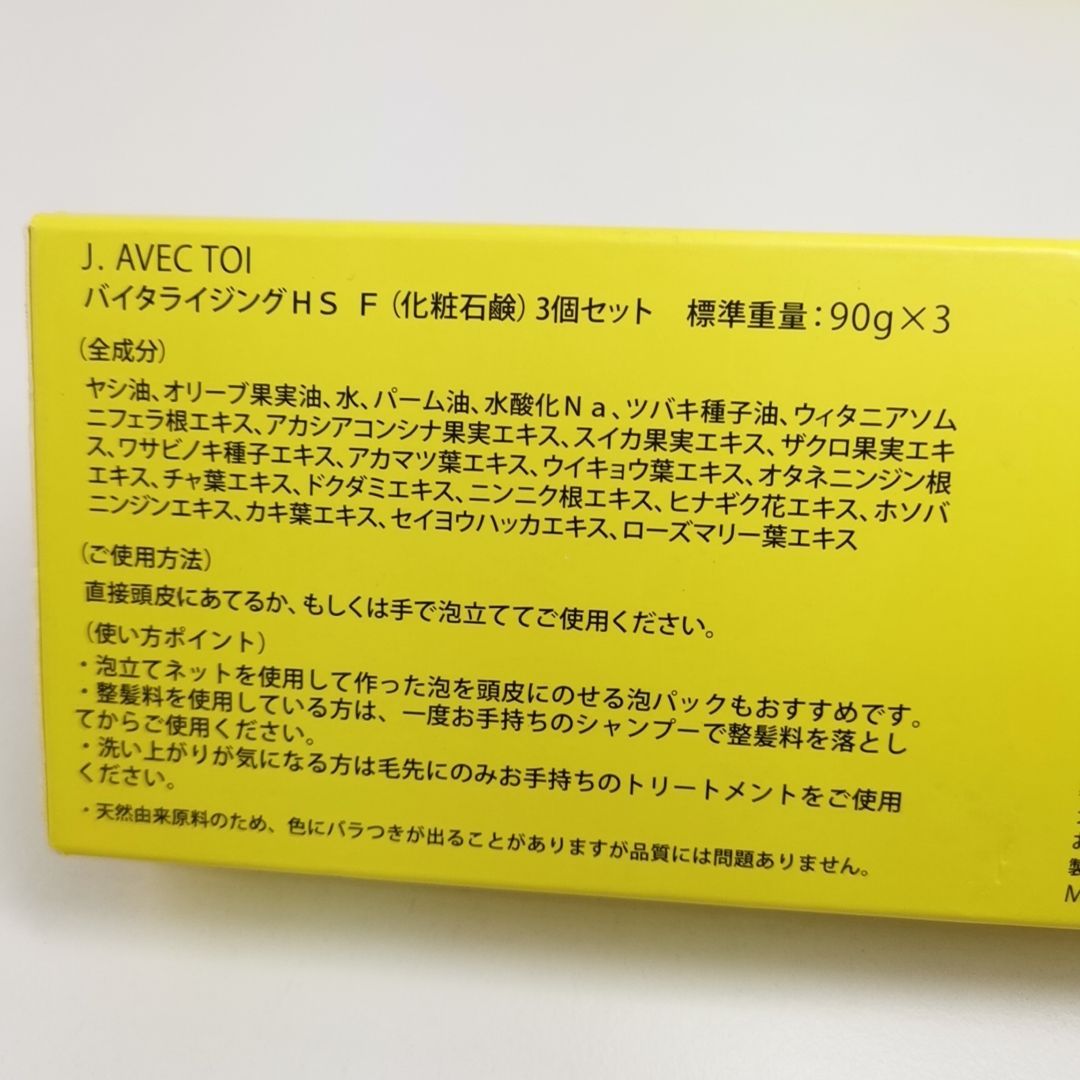 J. AVEC TOI
バイタライジングＨＳ Ｆ（化粧石鹸）3個セット　標準重量：90g×3
（全成分）
ヤシ油、オリーブ果実油、水、パーム油、水酸化Ｎａ、ツバキ種子油、ウィタニアソム
ニフェラ根エキス、アカシアコンシナ果実エキス、スイカ果実エキス、ザクロ果実エキ
ス、ワサビノキ種子エキス、アカマツ葉エキス、ウイキョウ葉エキス、オタネニンジン根
エキス、チャ葉エキス、ドクダミエキス、ニンニク根エキス、ヒナギク花エキス、ホソバ
ニンジンエキス、カキ葉エキス、セイヨウハッカエキス、ローズマリー葉エキス
（ご使用方法）
直接頭皮にあてるか、もしくは手で泡立ててご使用ください。
（使い方ポイント）
・泡立てネットを使用して作った泡を頭皮にのせる泡パックもおすすめです。
・整髪料を使用している方は、一度お手持ちのシャンプーで整髪料を落とし
てからご使用ください。
・洗い上がりが気になる方は毛先にのみお手持ちのトリートメントをご使用
ください。
・天然由来原料のため、色にバラつきが出ることがありますが品質には問題ありません。
お
製
M